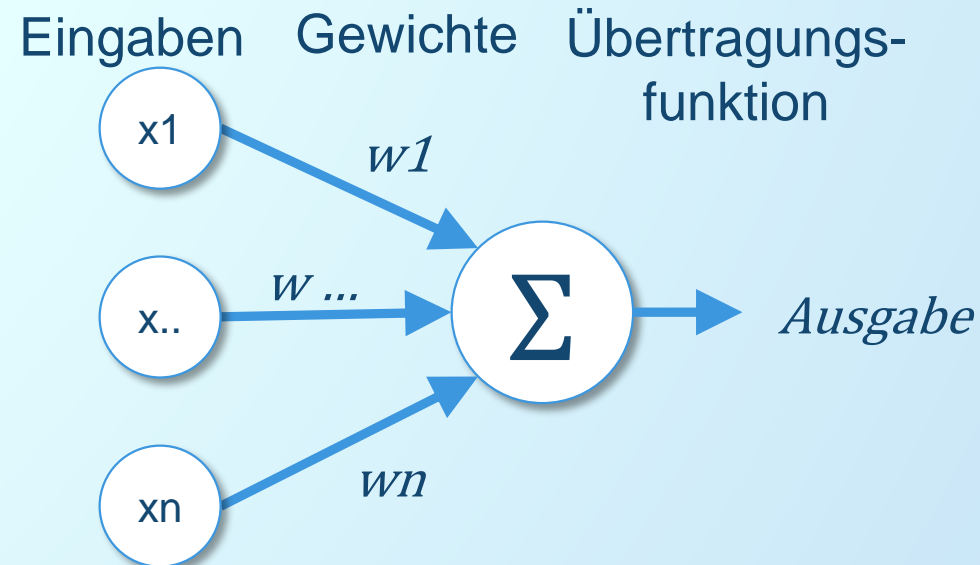 Eingaben
Gewichte
Übertragungs-
funktion
x1
w1
x..
w ...
Σ
Ausgabe
xn
wn